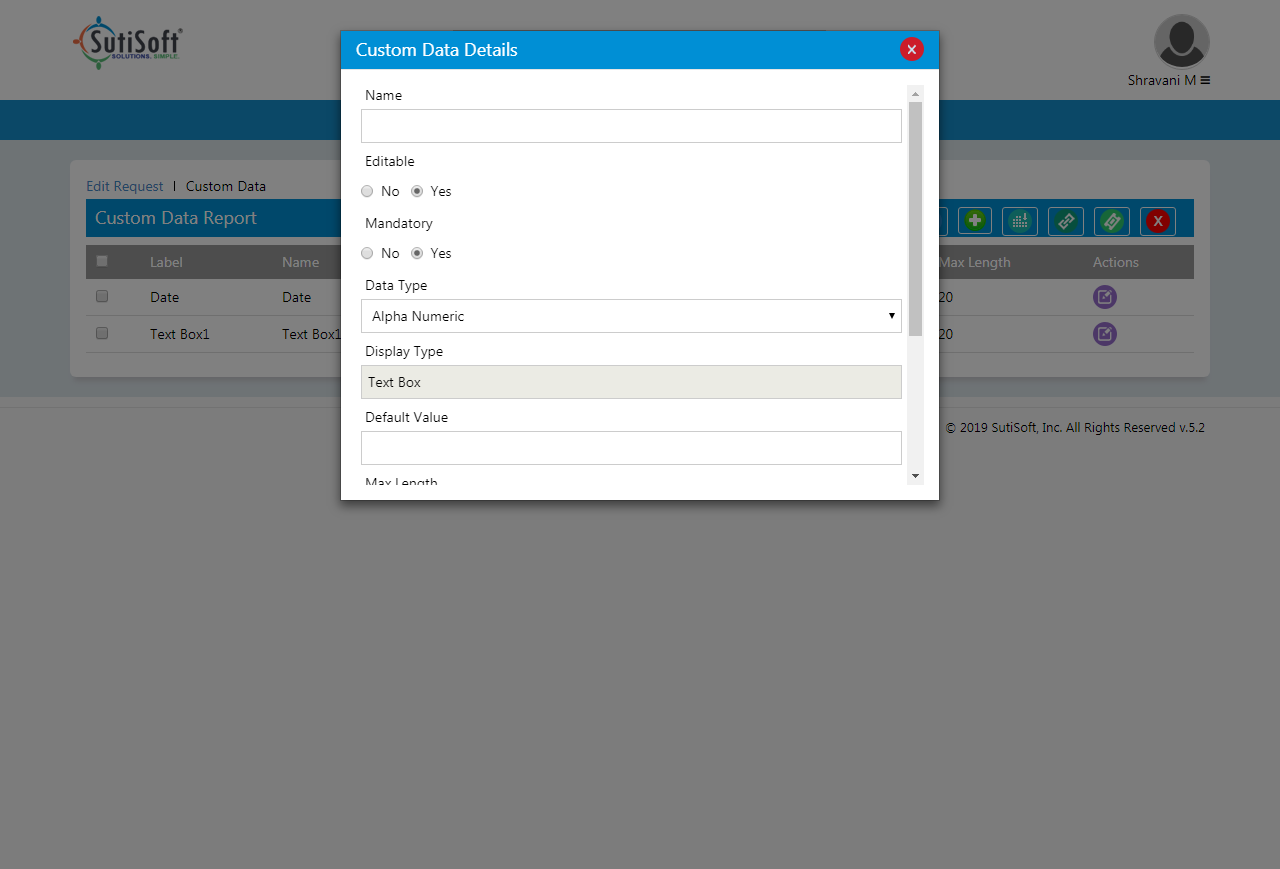 SutiSoft
SOLUTIONS. SIMPLE.
Shravani M
Custom Data Details
X
Name
Editable
No Yes
Mandatory
No Yes
Data Type
Alpha Numeric
Display Type
Text Box
Default Value
Max Length
Edit Request | Custom Data
Custom Data Report
X
Label Name Max Length Actions
Date Date 20
Text Box1 Text Box1 20
© 2019 SutiSoft, Inc. All Rights Reserved v.5.2